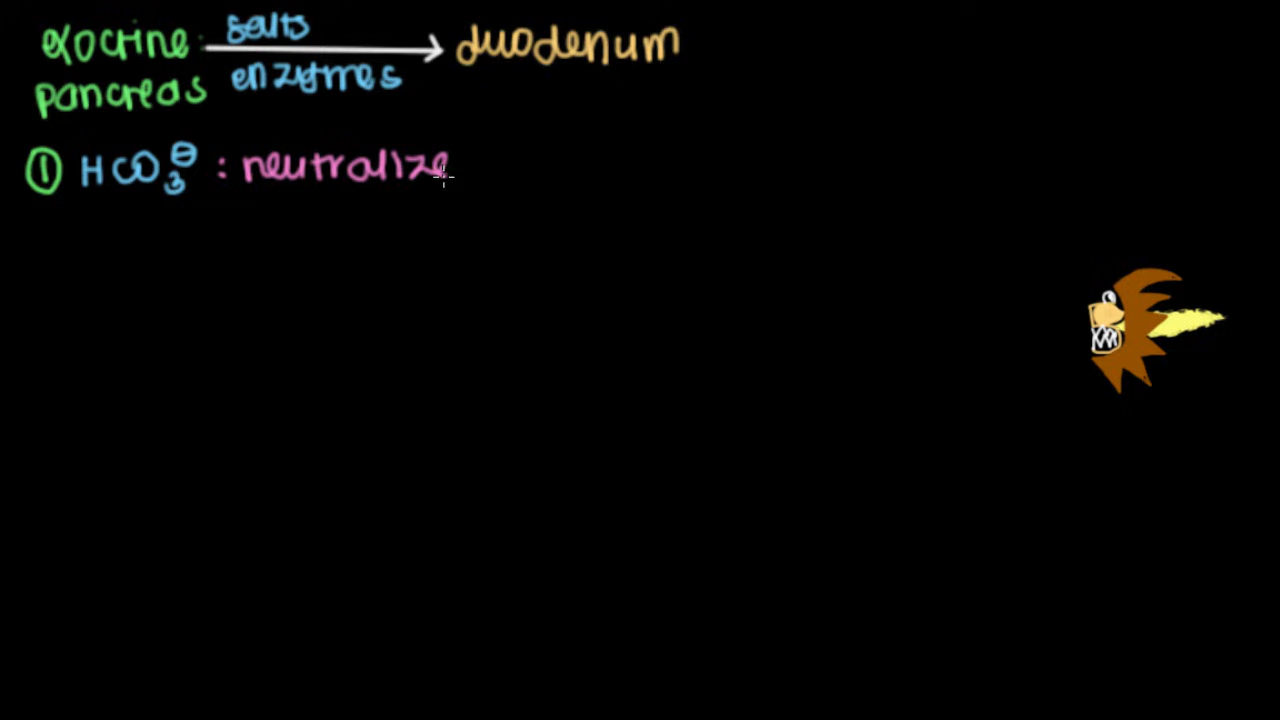 exocrine salts → duodenum
pancreas enzymes
① HCO₃⊖ : neutralize